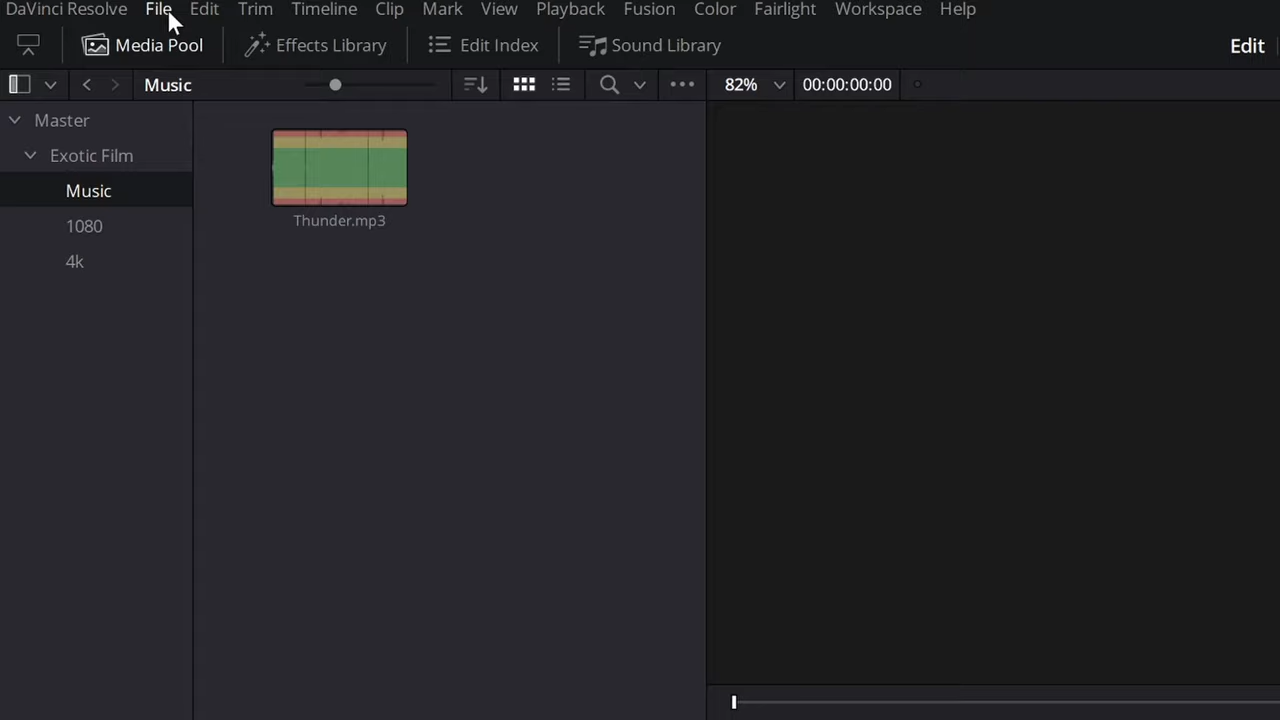 DaVinci Resolve File Edit Trim Timeline Clip Mark View Playback Fusion Color Fairlight Workspace Help
Media Pool Effects Library Edit Index Sound Library Edit
Music 82% 00:00:00:00
Master
Exotic Film
Music
1080
4k
Thunder.mp3